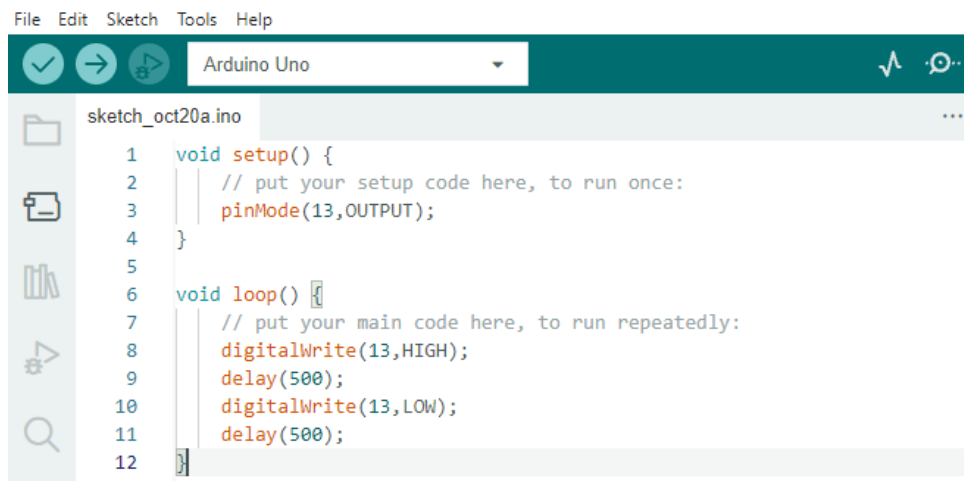 File Edit Sketch Tools Help
Arduino Uno
sketch_oct20a.ino
1 void setup() {
2 // put your setup code here, to run once:
3 pinMode(13,OUTPUT);
4 }
5
6 void loop() {
7 // put your main code here, to run repeatedly:
8 digitalWrite(13,HIGH);
9 delay(500);
10 digitalWrite(13,LOW);
11 delay(500);
12 }